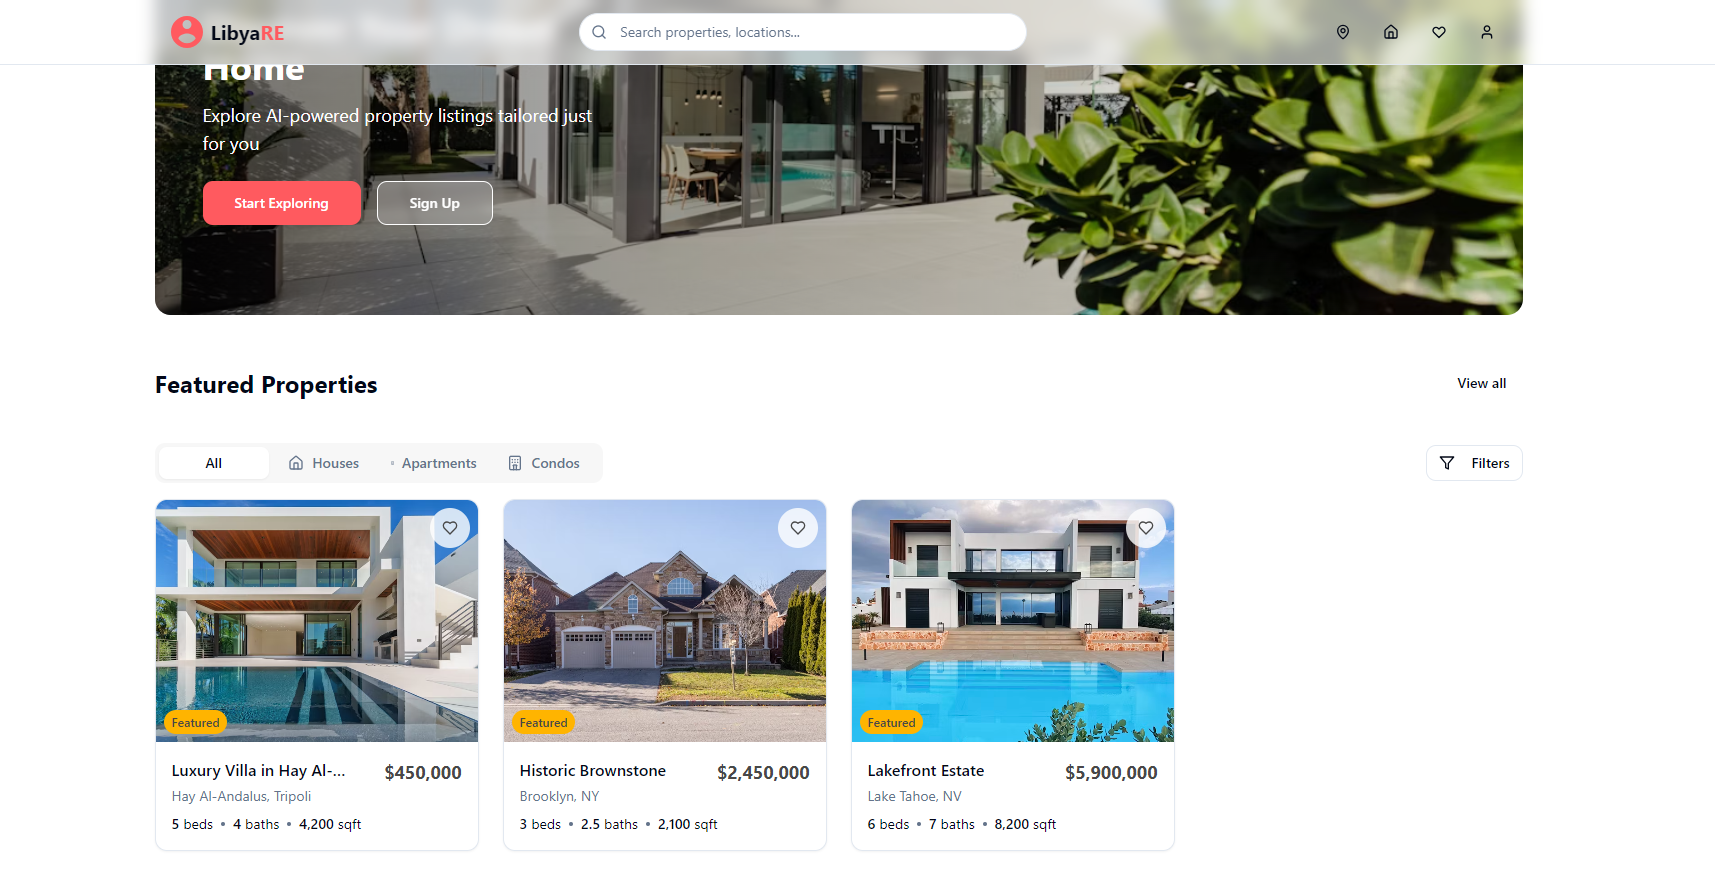 LibyaRE
Search properties, locations...
Home
Explore AI-powered property listings tailored just
for you
Start Exploring
Sign Up
Featured Properties
View all
All
Houses
Apartments
Condos
Filters
Featured
Featured
Featured
Luxury Villa in Hay Al-...
$450,000
Hay Al-Andalus, Tripoli
5 beds • 4 baths • 4,200 sqft
Historic Brownstone
$2,450,000
Brooklyn, NY
3 beds • 2.5 baths • 2,100 sqft
Lakefront Estate
$5,900,000
Lake Tahoe, NV
6 beds • 7 baths • 8,200 sqft